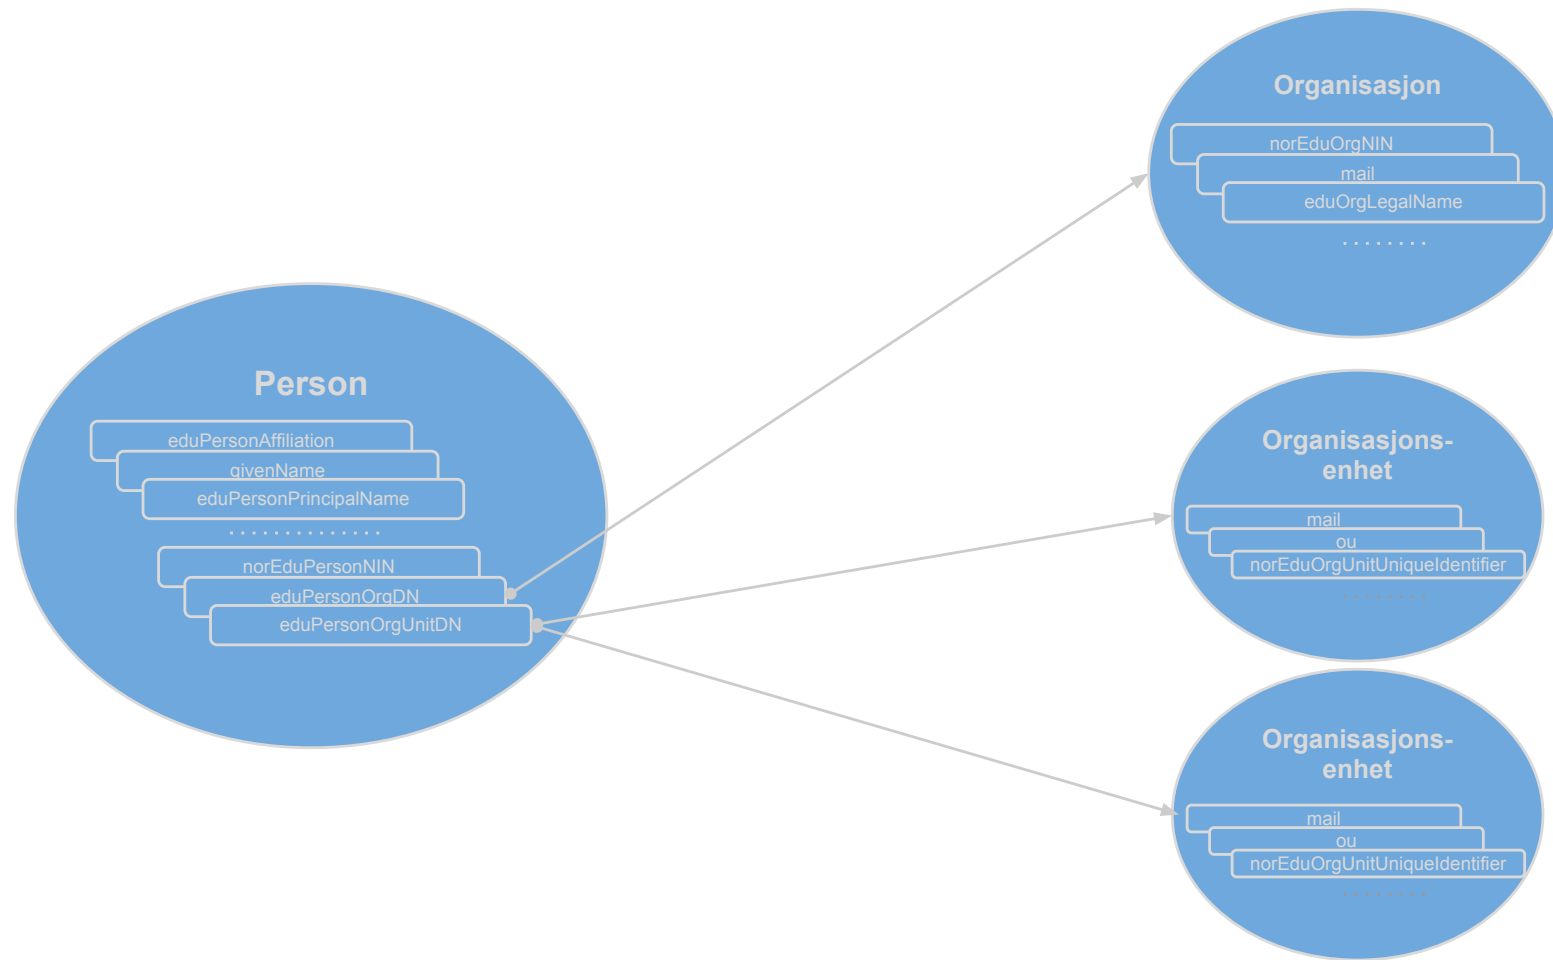 Organisasjon
norEduOrgNIN
mail
eduOrgLegalName
. . . . . . . .
Person
eduPersonAffiliation
givenName
eduPersonPrincipalName
. . . . . . . . . . . . . .
norEduPersonNIN
eduPersonOrgDN
eduPersonOrgUnitDN
Organisasjons-
enhet
mail
ou
norEduOrgUnitUniqueIdentifier
. . . . . . . .
Organisasjons-
enhet
mail
ou
norEduOrgUnitUniqueIdentifier
. . . . . . . .